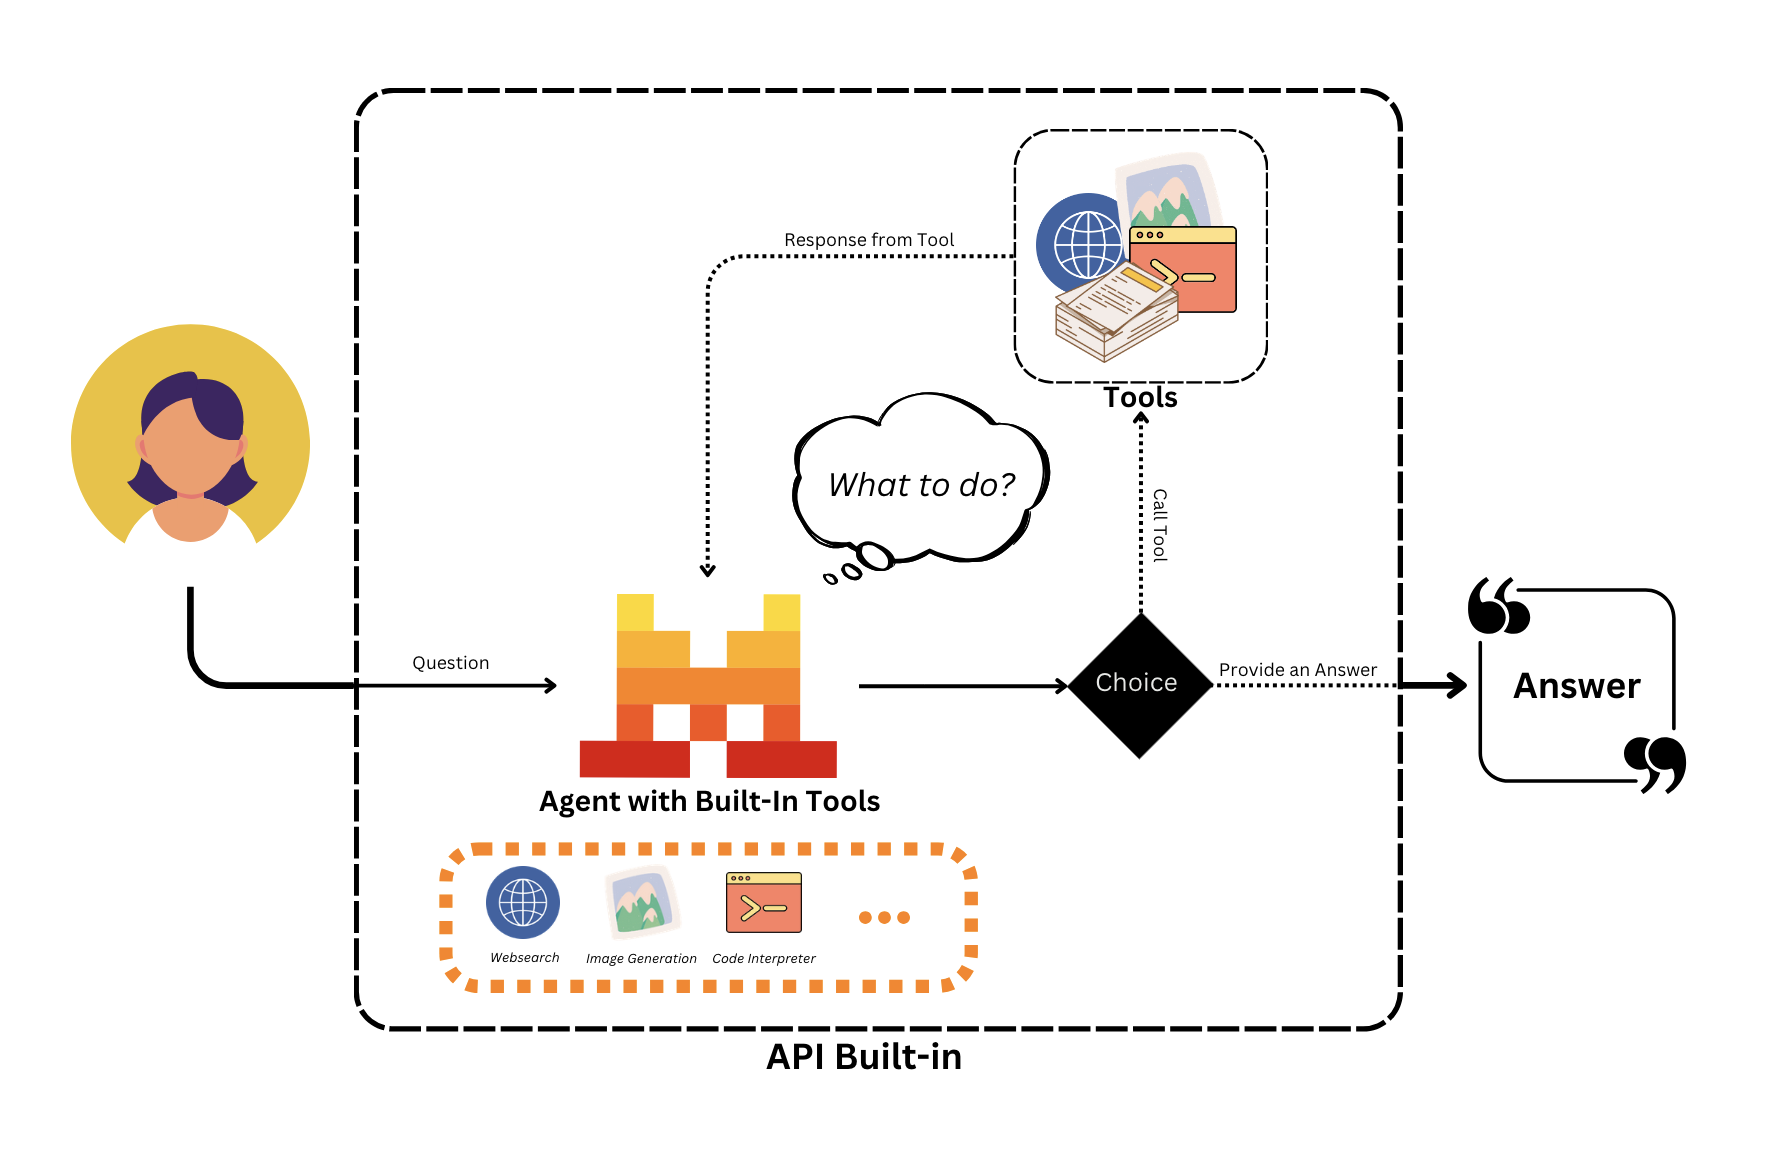 Response from Tool
Tools
What to do?
Call Tool
Question
Choice
Provide an Answer
Answer
Agent with Built-In Tools
Websearch
Image Generation
Code Interpreter
API Built-in